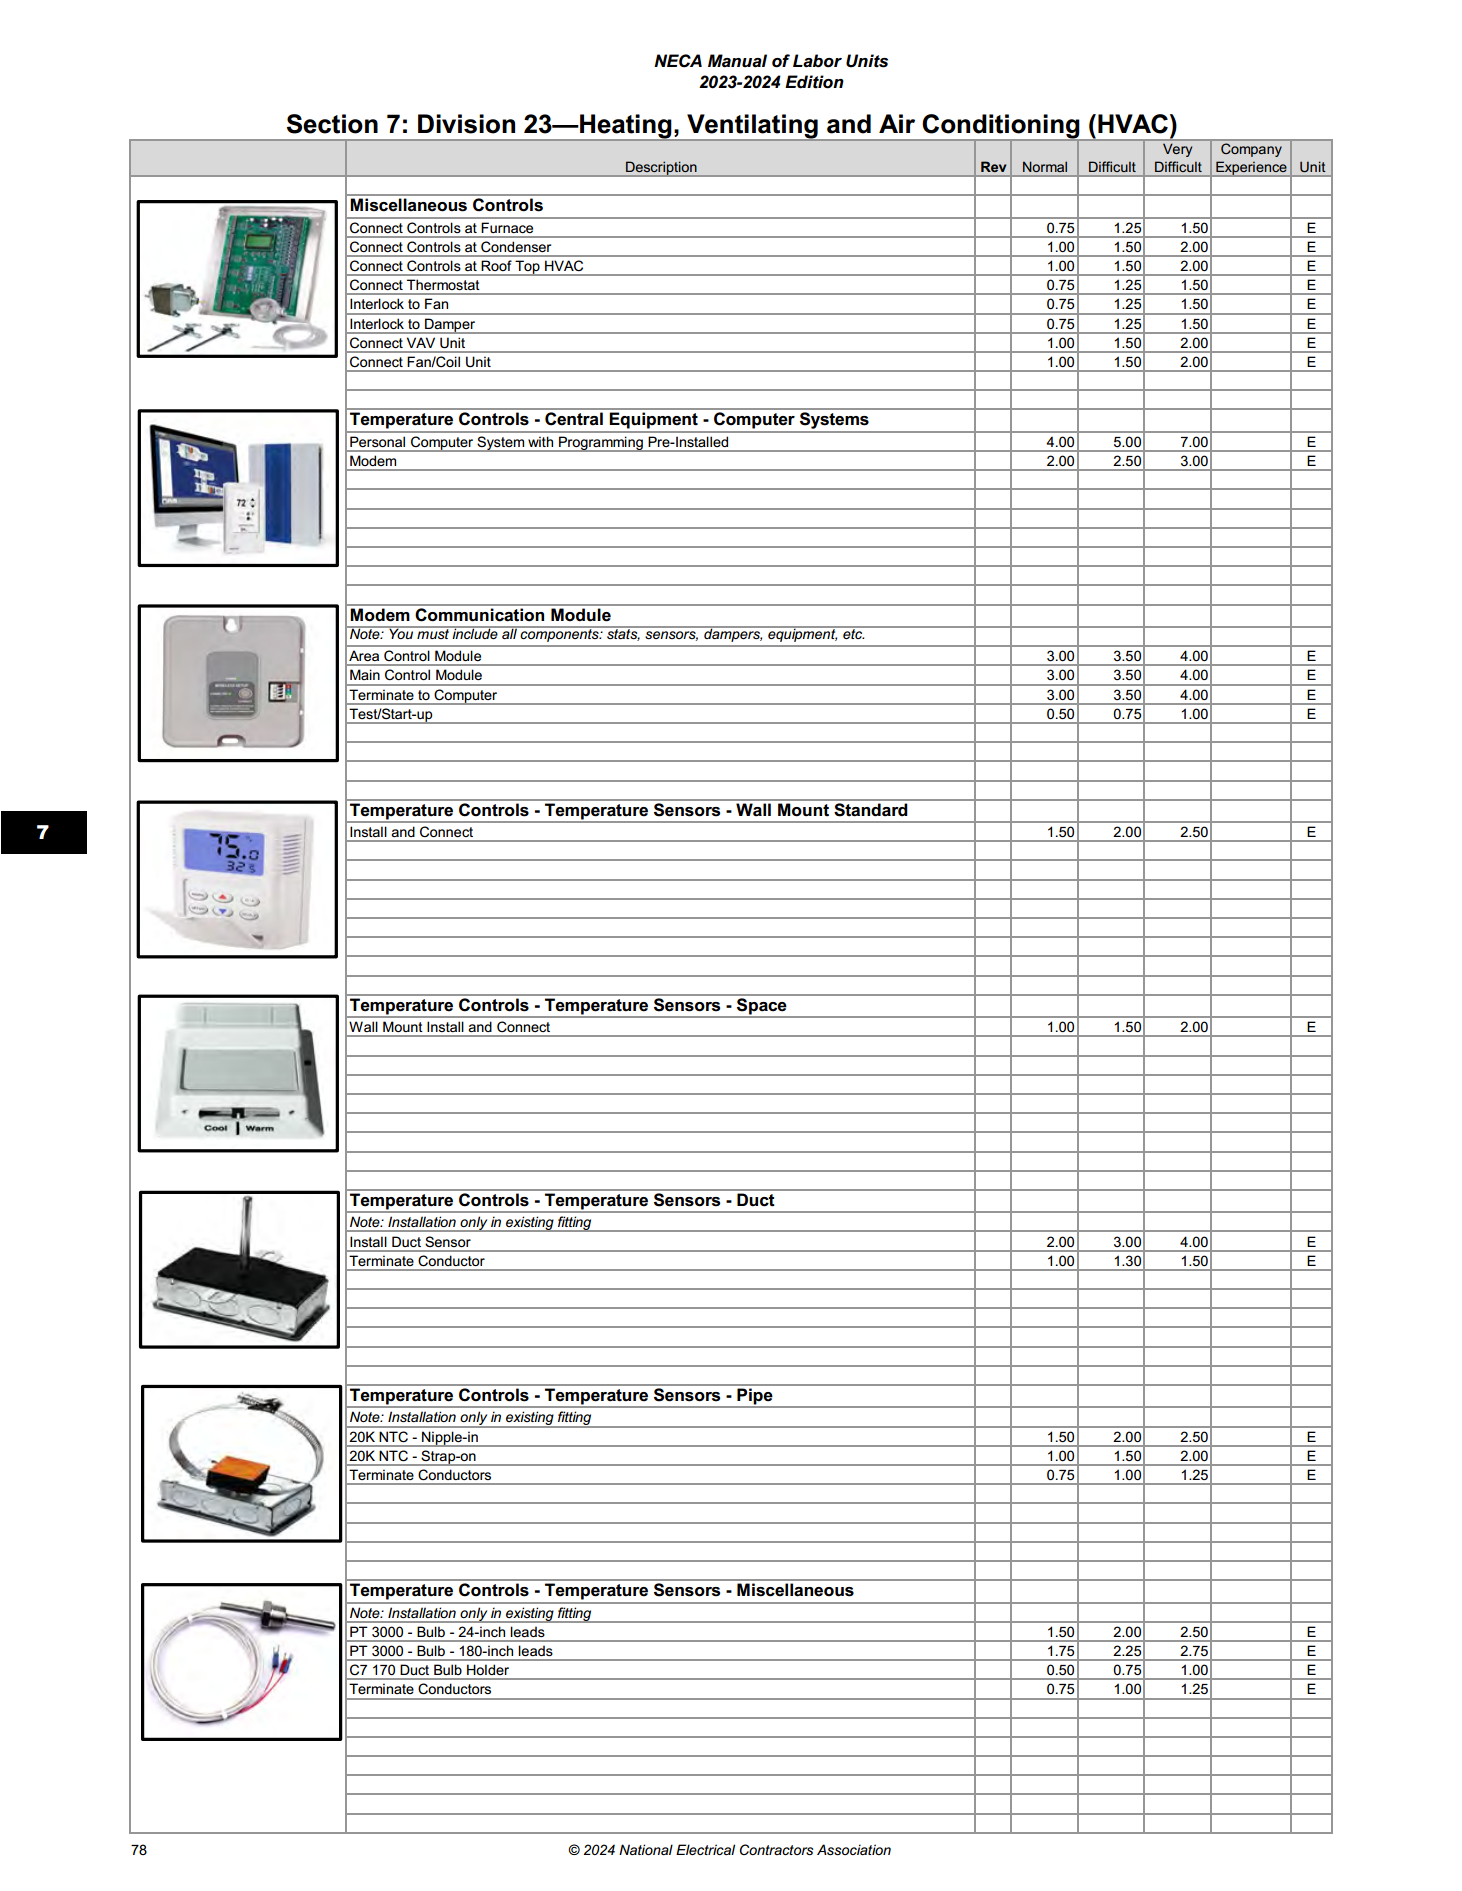 NECA Manual of Labor Units
2023-2024 Edition
Section 7: Division 23—Heating, Ventilating and Air Conditioning (HVAC)
Description Rev Normal Difficult Very Difficult Company Experience Unit
Miscellaneous Controls
Connect Controls at Furnace 0.75 1.25 1.50 E
Connect Controls at Condenser 1.00 1.50 2.00 E
Connect Controls at Roof Top HVAC 1.00 1.50 2.00 E
Connect Thermostat 0.75 1.25 1.50 E
Interlock to Fan 0.75 1.25 1.50 E
Interlock to Damper 0.75 1.25 1.50 E
Connect VAV Unit 1.00 1.50 2.00 E
Connect Fan/Coil Unit 1.00 1.50 2.00 E
Temperature Controls - Central Equipment - Computer Systems
Personal Computer System with Programming Pre-Installed 4.00 5.00 7.00 E
Modem 2.00 2.50 3.00 E
72
Modem Communication Module
Note: You must include all components: stats, sensors, dampers, equipment, etc.
Area Control Module 3.00 3.50 4.00 E
Main Control Module 3.00 3.50 4.00 E
Terminate to Computer 3.00 3.50 4.00 E
Test/Start-up 0.50 0.75 1.00 E
7
Temperature Controls - Temperature Sensors - Wall Mount Standard
Install and Connect 1.50 2.00 2.50 E
75.0
Temperature Controls - Temperature Sensors - Space
Wall Mount Install and Connect 1.00 1.50 2.00 E
Cool Warm
Temperature Controls - Temperature Sensors - Duct
Note: Installation only in existing fitting
Install Duct Sensor 2.00 3.00 4.00 E
Terminate Conductor 1.00 1.30 1.50 E
Temperature Controls - Temperature Sensors - Pipe
Note: Installation only in existing fitting
20K NTC - Nipple-in 1.50 2.00 2.50 E
20K NTC - Strap-on 1.00 1.50 2.00 E
Terminate Conductors 0.75 1.00 1.25 E
Temperature Controls - Temperature Sensors - Miscellaneous
Note: Installation only in existing fitting
PT 3000 - Bulb - 24-inch leads 1.50 2.00 2.50 E
PT 3000 - Bulb - 180-inch leads 1.75 2.25 2.75 E
C7 170 Duct Bulb Holder 0.50 0.75 1.00 E
Terminate Conductors 0.75 1.00 1.25 E
78 © 2024 National Electrical Contractors Association